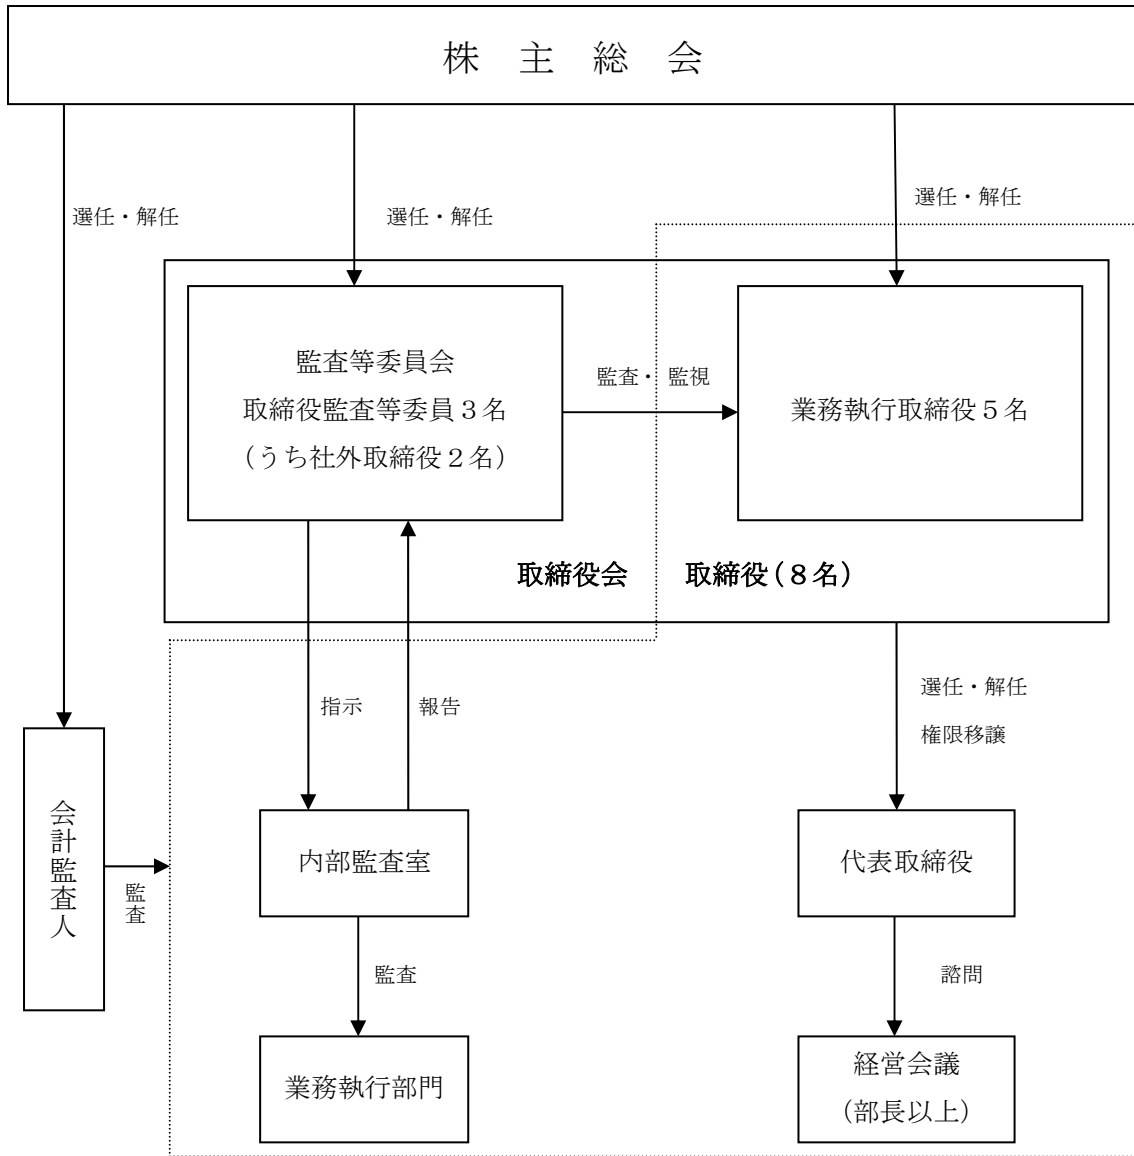 株　主　総　会
選任・解任
選任・解任
選任・解任
監査等委員会
取締役監査等委員３名
（うち社外取締役２名）
監査・ 監視
業務執行取締役５名
取締役会
取締役（８名）
指示
報告
選任・解任
権限移譲
会計監査人
監査
内部監査室
代表取締役
監査
諮問
業務執行部門
経営会議
（部長以上）